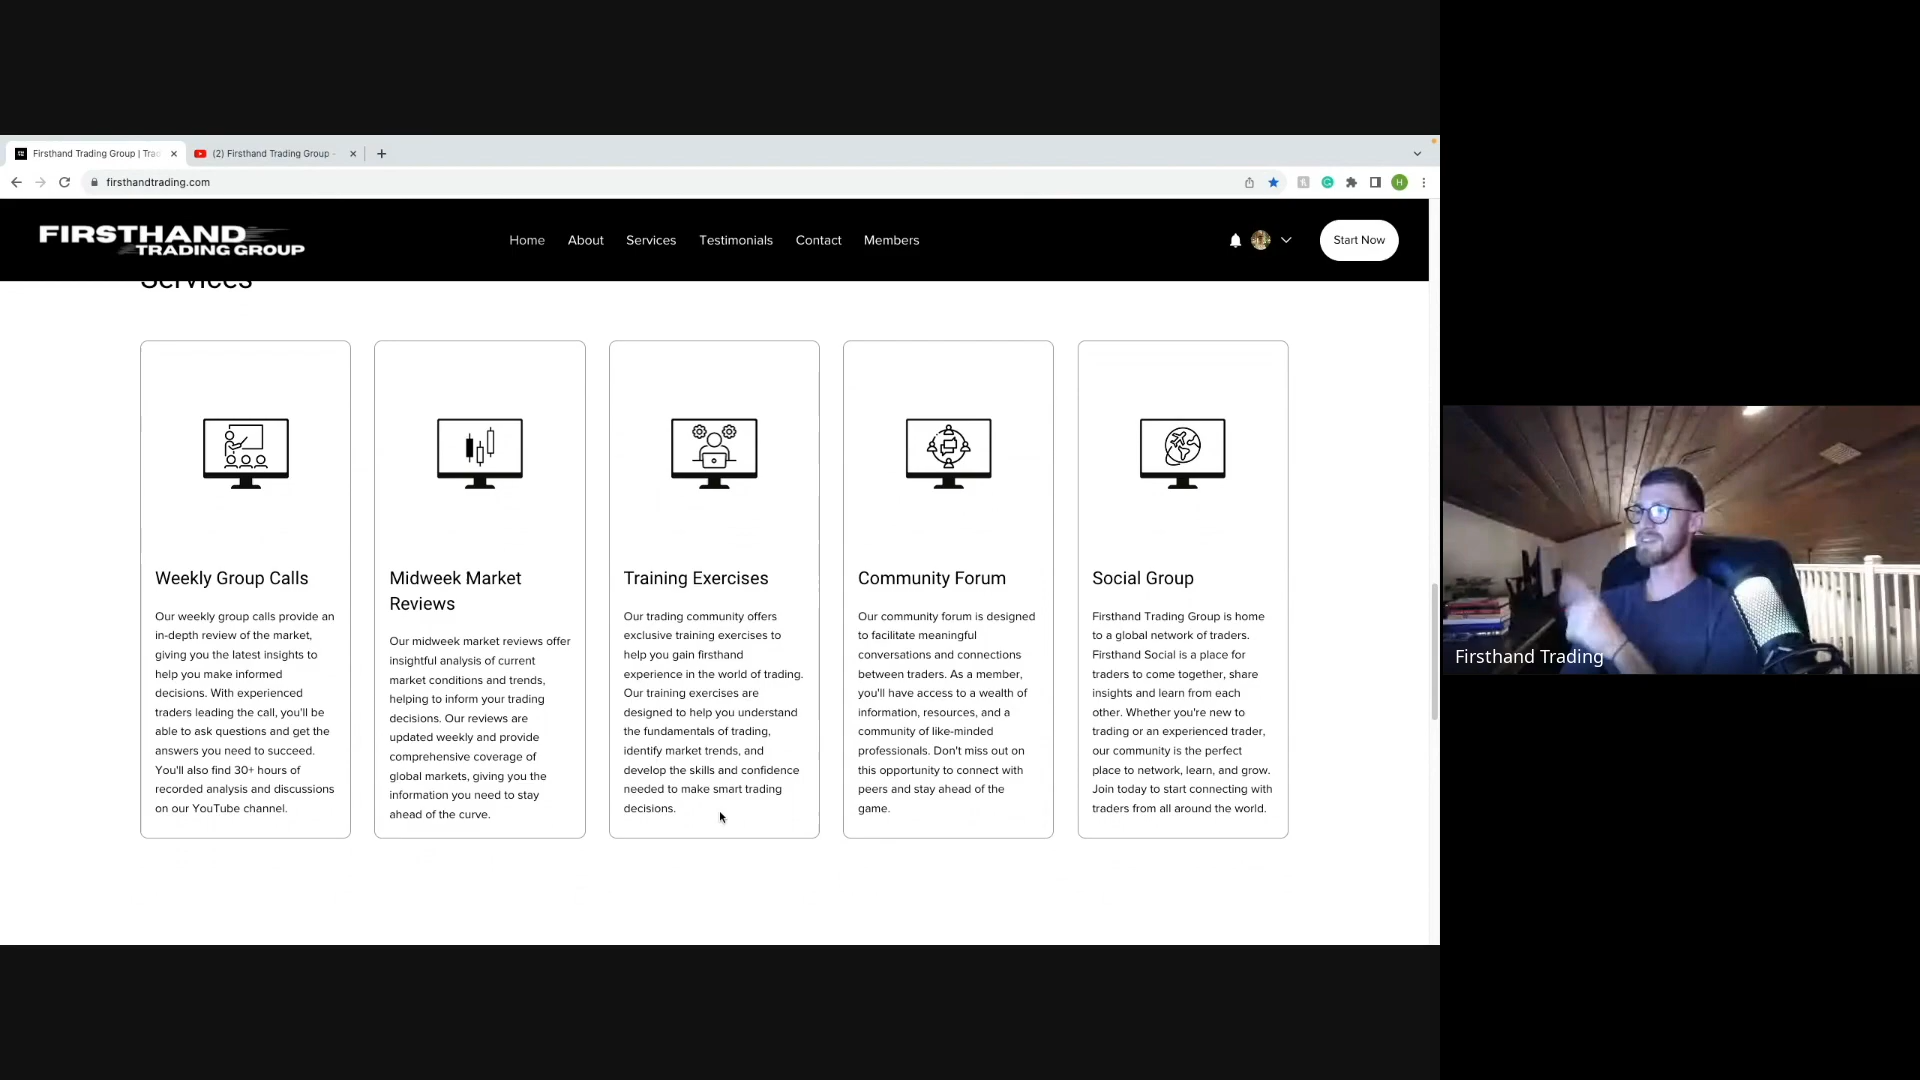 Firsthand Trading Group | Trad
(2) Firsthand Trading Group -
firsthandtrading.com
H
FIRSTHAND
TRADING GROUP
Home
About
Services
Testimonials
Contact
Members
Start Now
Services
Weekly Group Calls
Our weekly group calls provide an
in-depth review of the market,
giving you the latest insights to
help you make informed
decisions. With experienced
traders leading the call, you'll be
able to ask questions and get the
answers you need to succeed.
You'll also find 30+ hours of
recorded analysis and discussions
on our YouTube channel.
Midweek Market
Reviews
Our midweek market reviews offer
insightful analysis of current
market conditions and trends,
helping to inform your trading
decisions. Our reviews are
updated weekly and provide
comprehensive coverage of
global markets, giving you the
information you need to stay
ahead of the curve.
Training Exercises
Our trading community offers
exclusive training exercises to
help you gain firsthand
experience in the world of trading.
Our training exercises are
designed to help you understand
the fundamentals of trading,
identify market trends, and
develop the skills and confidence
needed to make smart trading
decisions.
Community Forum
Our community forum is designed
to facilitate meaningful
conversations and connections
between traders. As a member,
you'll have access to a wealth of
information, resources, and a
community of like-minded
professionals. Don't miss out on
this opportunity to connect with
peers and stay ahead of the
game.
Social Group
Firsthand Trading Group is home
to a global network of traders.
Firsthand Social is a place for
traders to come together, share
insights and learn from each
other. Whether you're new to
trading or an experienced trader,
our community is the perfect
place to network, learn, and grow.
Join today to start connecting with
traders from all around the world.
Firsthand Trading